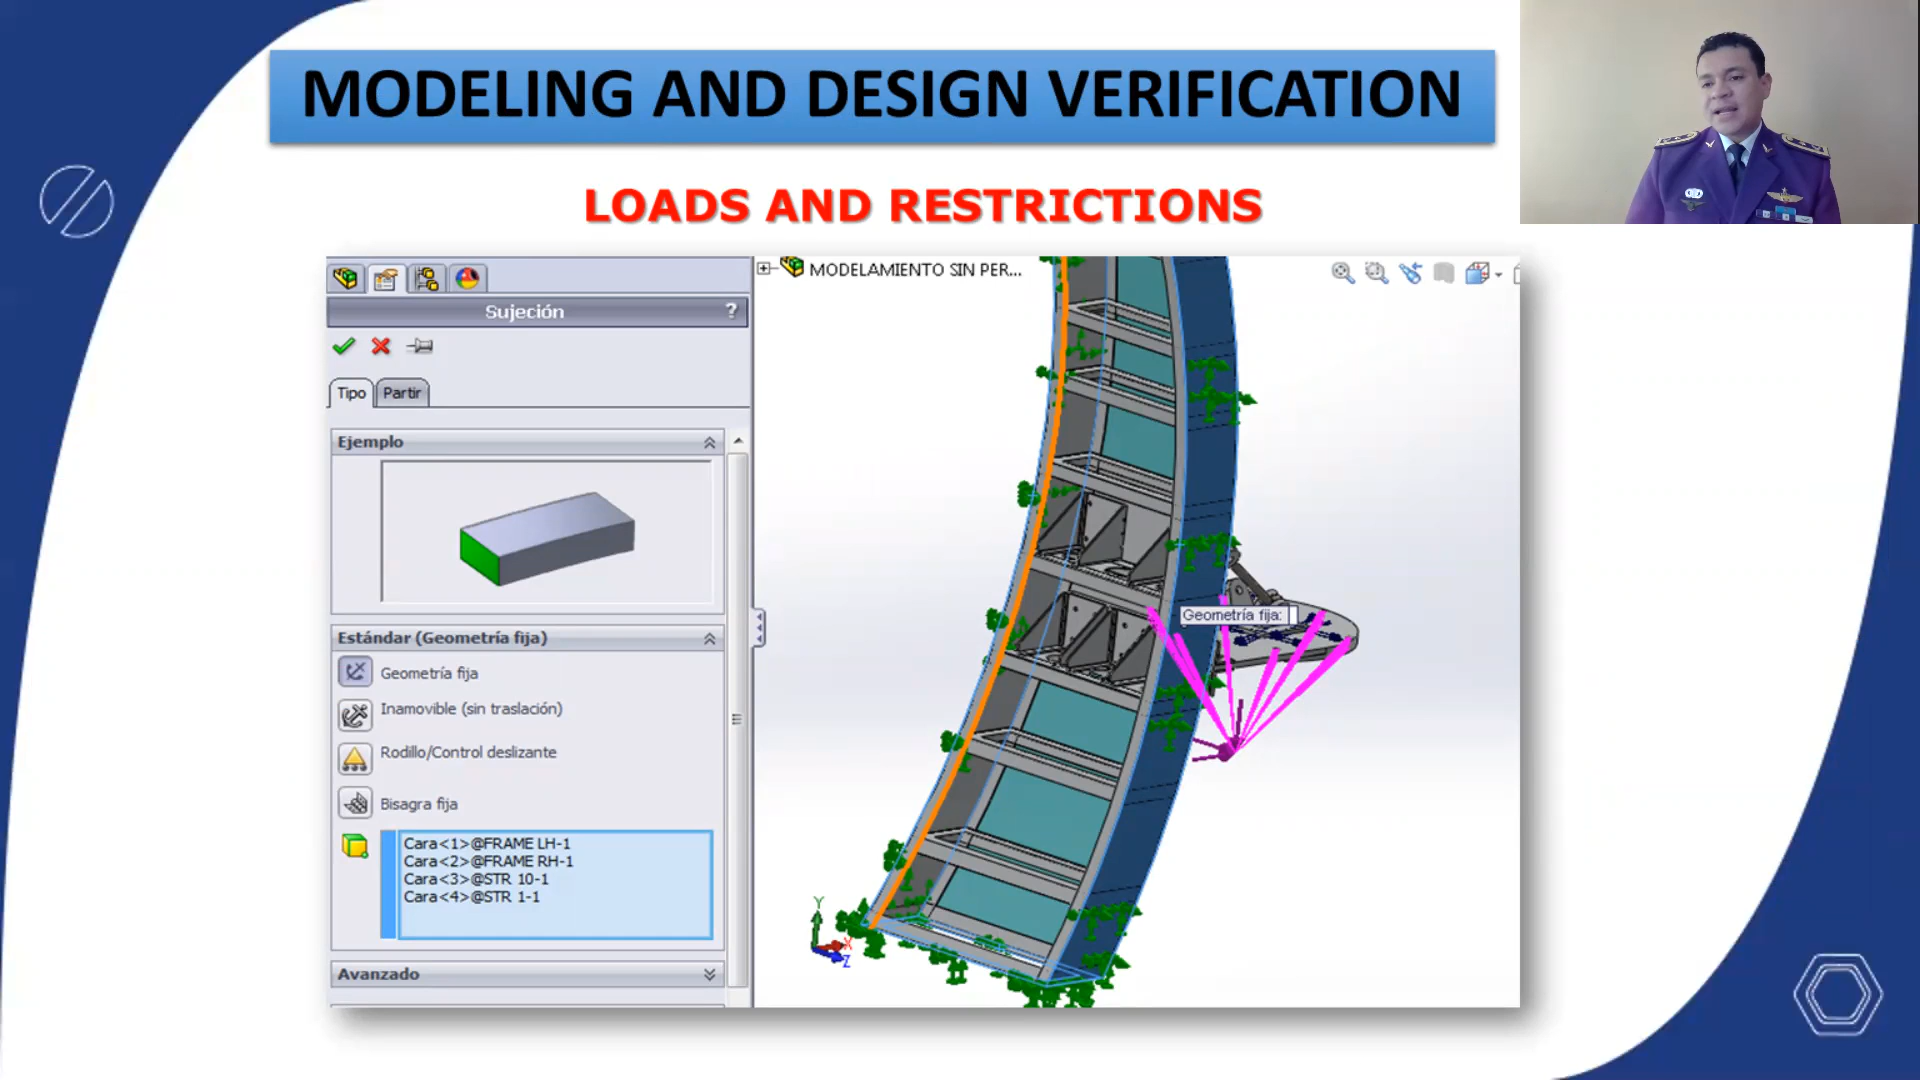 MODELING AND DESIGN VERIFICATION
LOADS AND RESTRICTIONS
MODELAMIENTO SIN PER...
Sujeción ?
Tipo Partir
Ejemplo
Estándar (Geometría fija)
Geometría fija
Inamovible (sin traslación)
Rodillo/Control deslizante
Bisagra fija
Cara<1>@FRAME LH-1
Cara<2>@FRAME RH-1
Cara<3>@STR 10-1
Cara<4>@STR 1-1
Avanzado
Geometría fija:
Y
X
Z